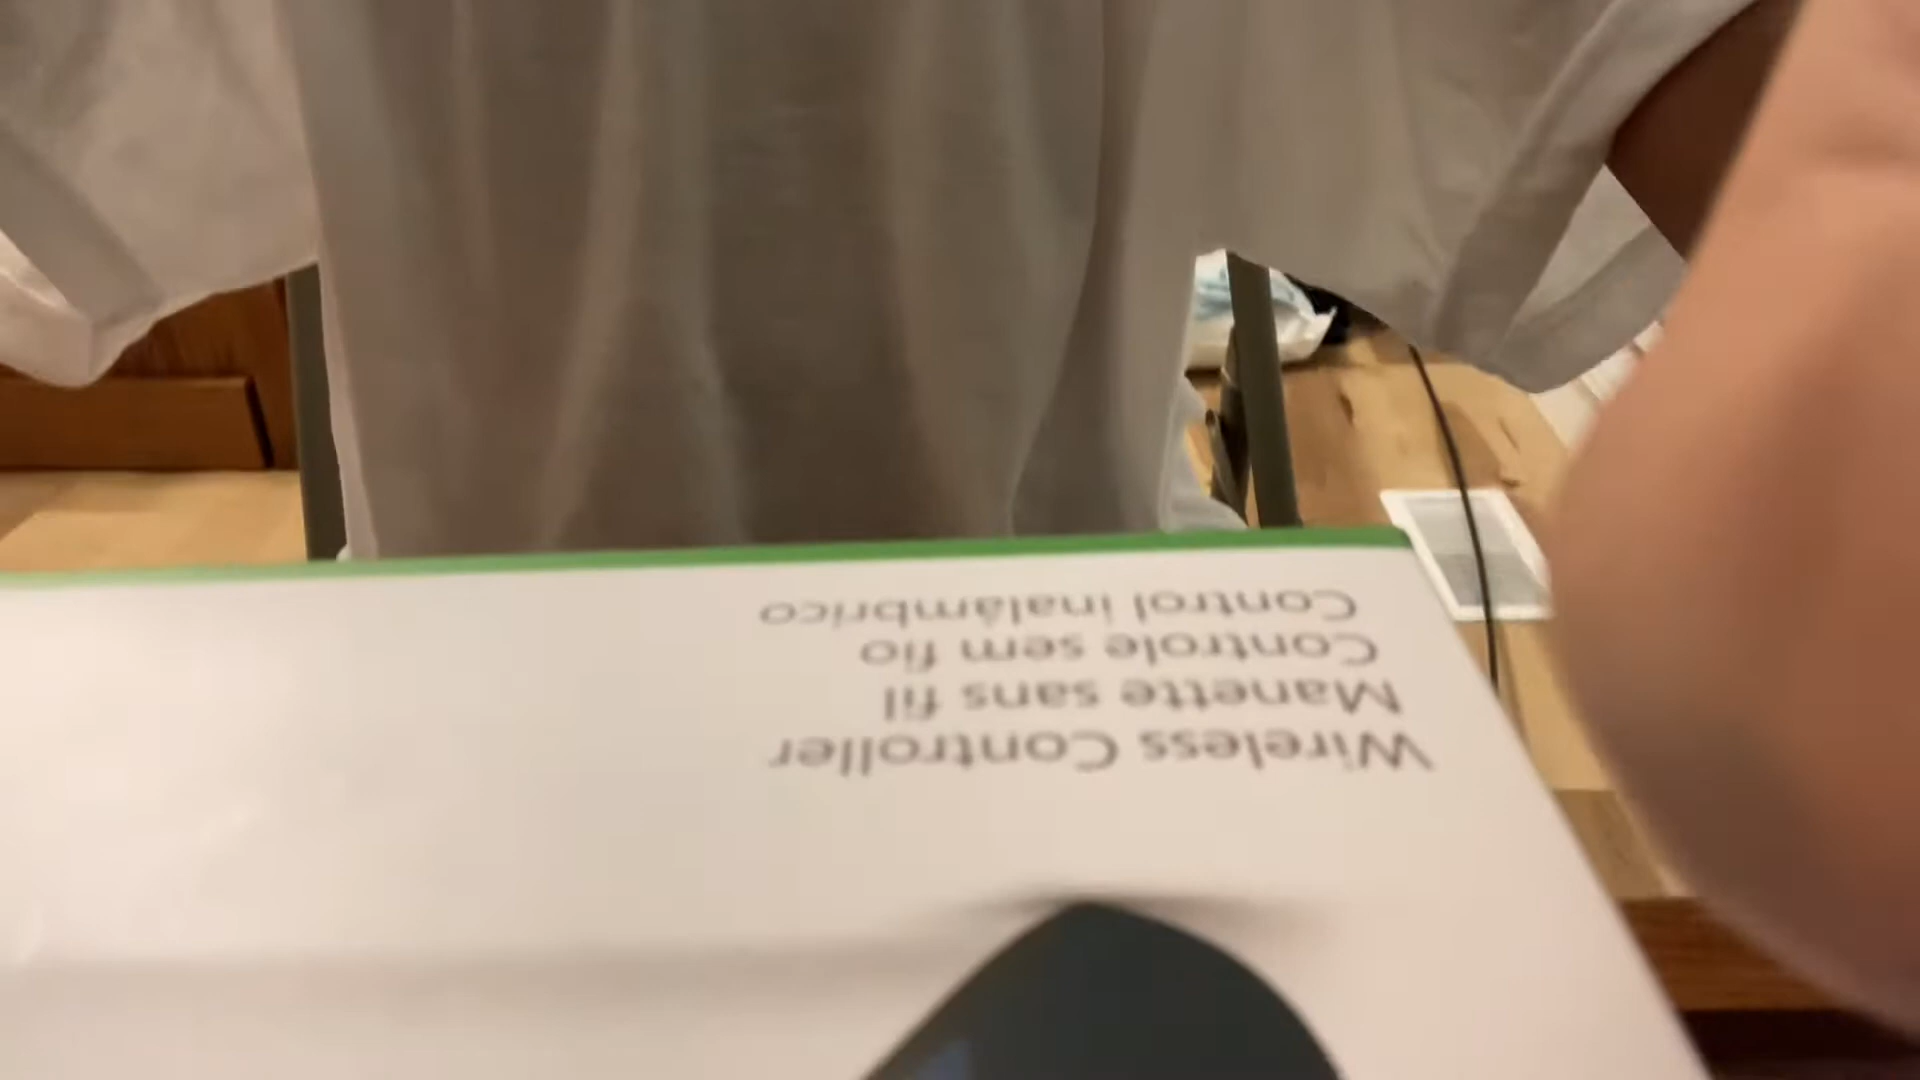 Wireless Controller
Manette sans fil
Controle sem fio
Control inalámbrico